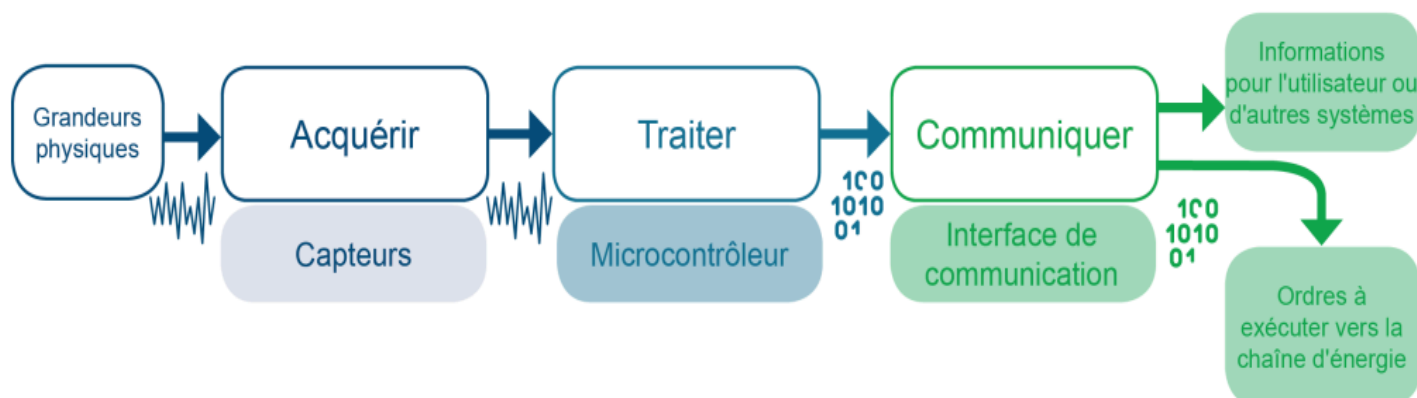 Grandeurs
physiques
Acquérir
Capteurs
Traiter
Microcontrôleur
100
1010
01
Communiquer
Interface de
communication
100
1010
01
Informations
pour l'utilisateur ou
d'autres systèmes
Ordres à
exécuter vers la
chaîne d'énergie